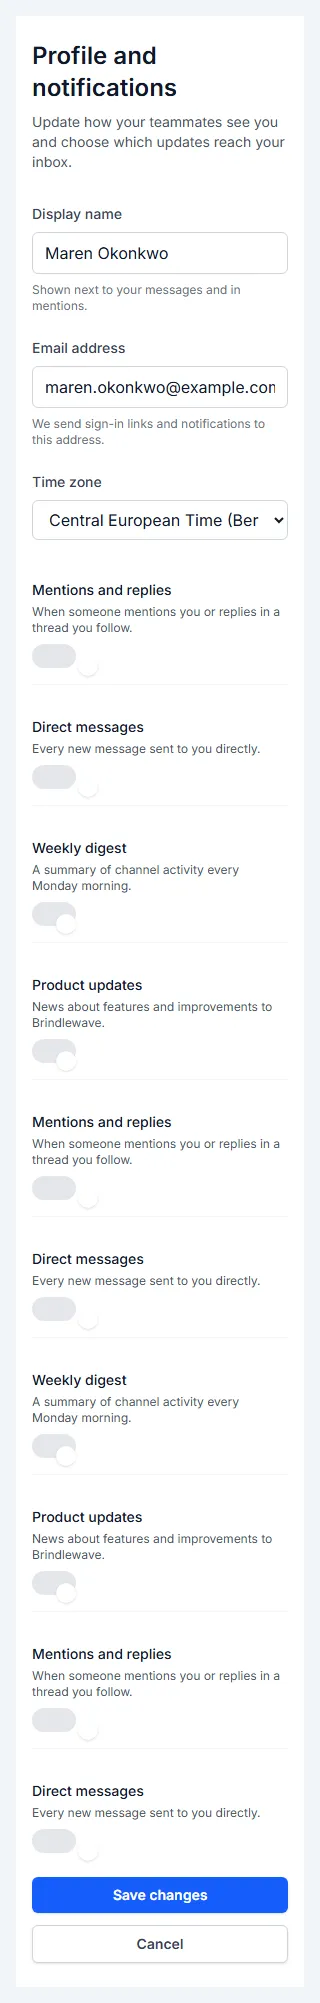 Profile and
notifications
Update how your teammates see you
and choose which updates reach your
inbox.
Display name
Maren Okonkwo
Shown next to your messages and in
mentions.
Email address
maren.okonkwo@example.con
We send sign-in links and notifications to
this address.
Time zone
Central European Time (Ber
Mentions and replies
When someone mentions you or replies in a
thread you follow.
Direct messages
Every new message sent to you directly.
Weekly digest
A summary of channel activity every
Monday morning.
Product updates
News about features and improvements to
Brindlewave.
Mentions and replies
When someone mentions you or replies in a
thread you follow.
Direct messages
Every new message sent to you directly.
Weekly digest
A summary of channel activity every
Monday morning.
Product updates
News about features and improvements to
Brindlewave.
Mentions and replies
When someone mentions you or replies in a
thread you follow.
Direct messages
Every new message sent to you directly.
Save changes
Cancel